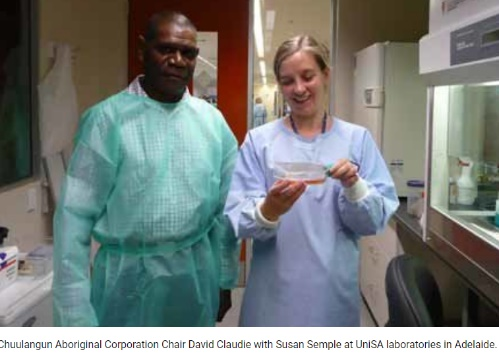 Chuulangun Aboriginal Corporation Chair David Claudie with Susan Semple at UniSA laboratories in Adelaide.